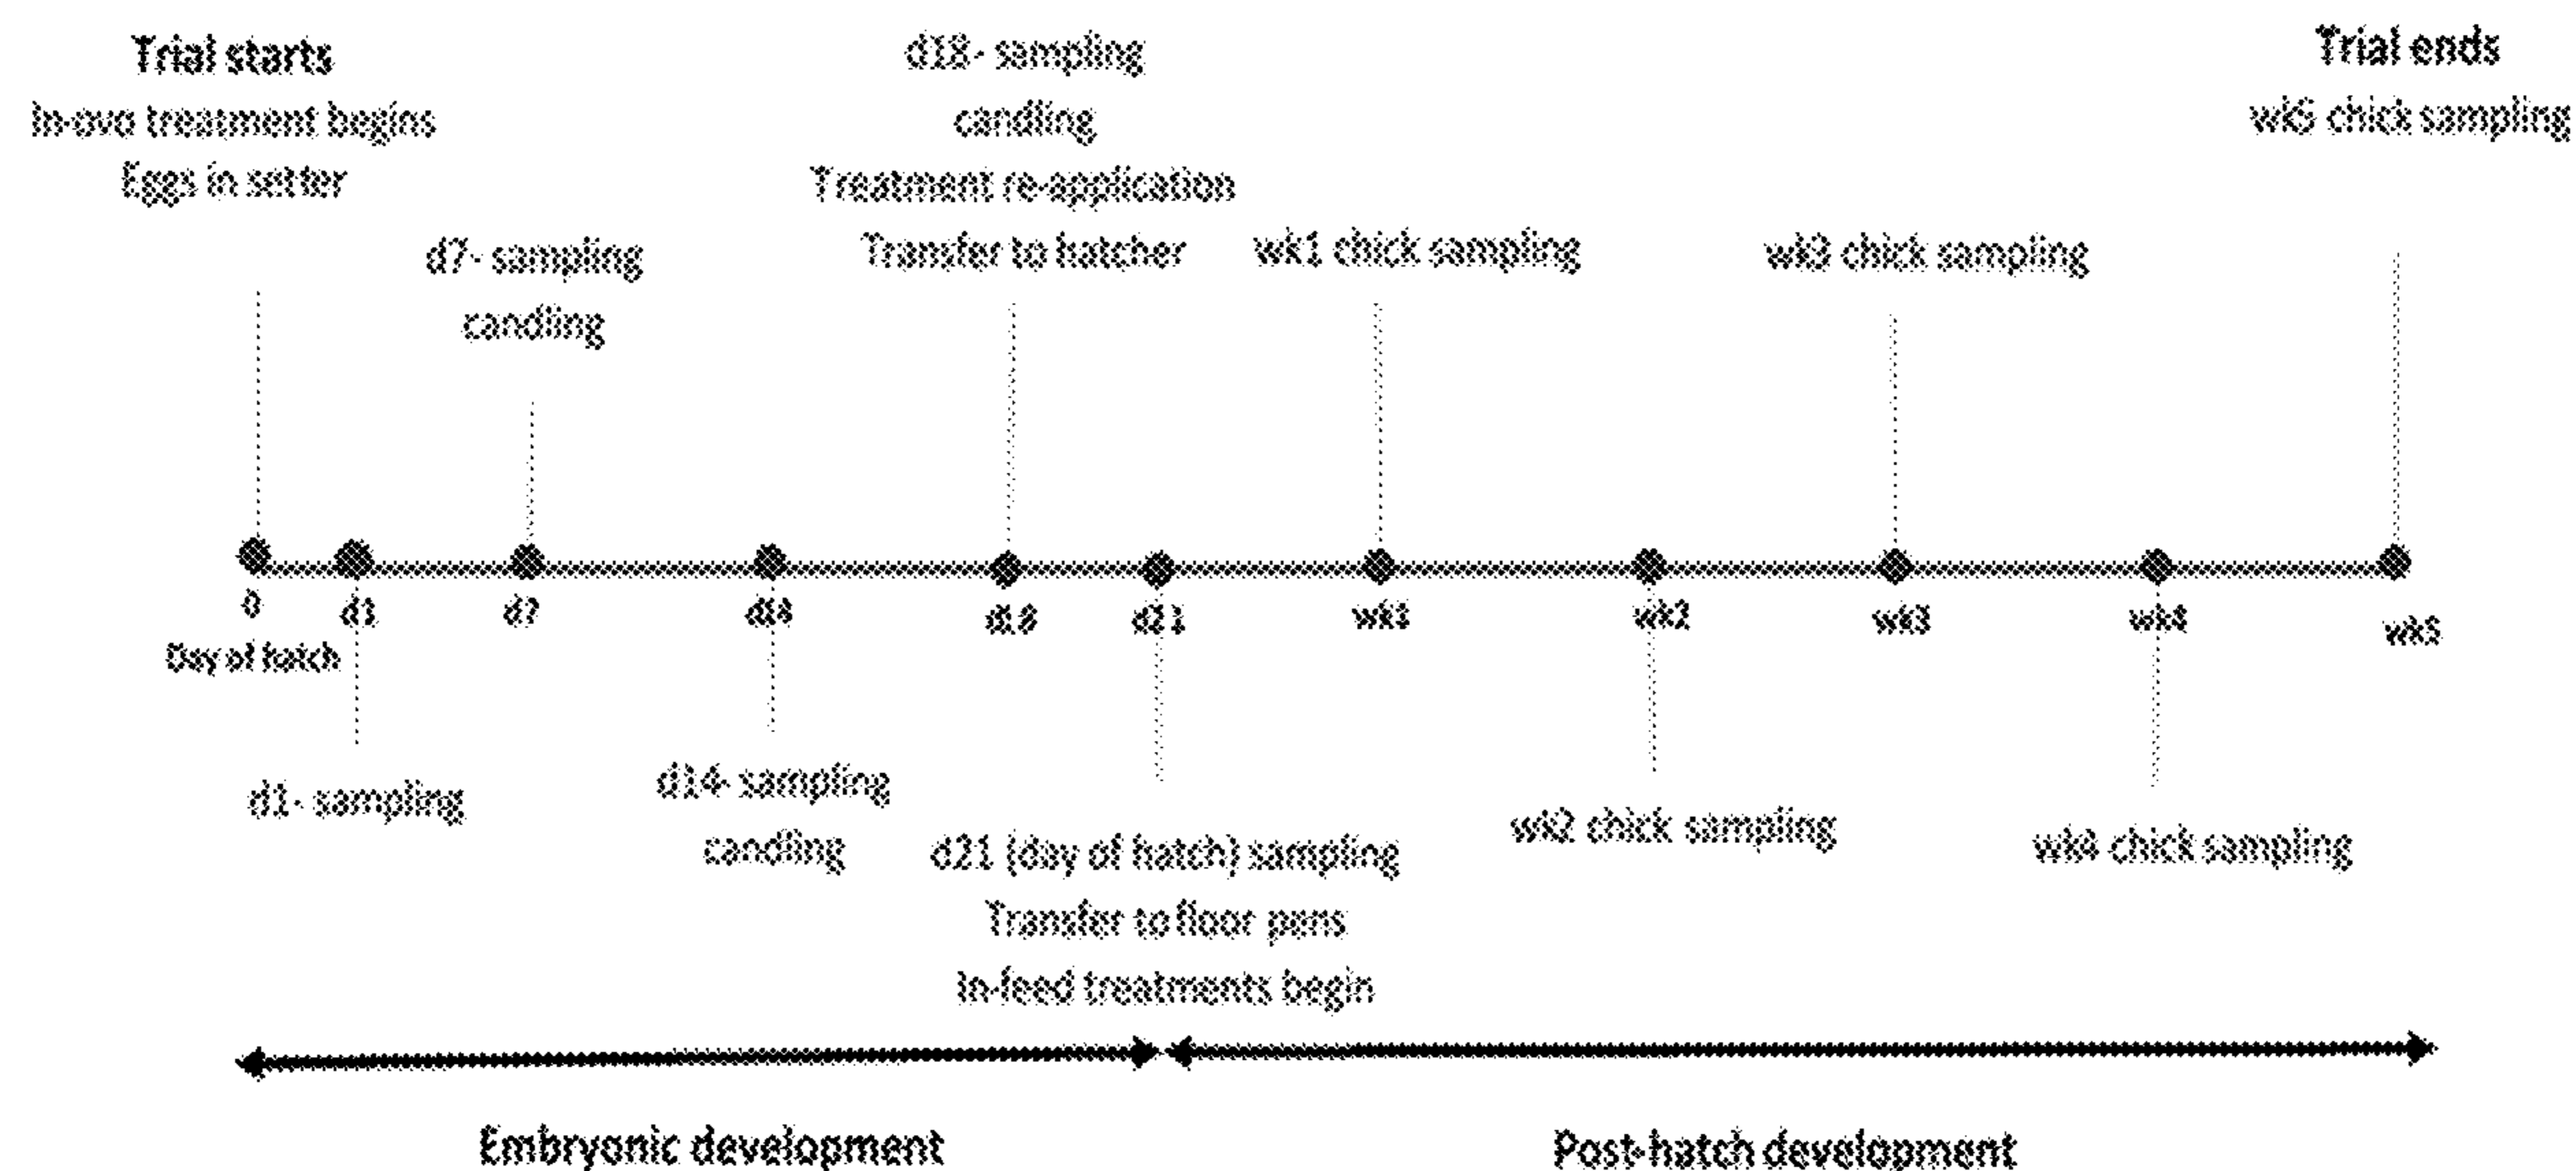 Trial starts
In-ovo treatment begins
Eggs in setter
d7- sampling
candling
d18- sampling
candling
Treatment re-application
Transfer to hatcher
wk1 chick sampling
wk3 chick sampling
Trial ends
wk5 chick sampling
0
d1
d7
d14
d18
d21
wk1
wk2
wk3
wk4
wk5
Day of hatch
d1- sampling
d14- sampling
candling
d21 (day of hatch) sampling
Transfer to floor pens
In-feed treatments begin
wk2 chick sampling
wk4 chick sampling
Embryonic development
Post-hatch development